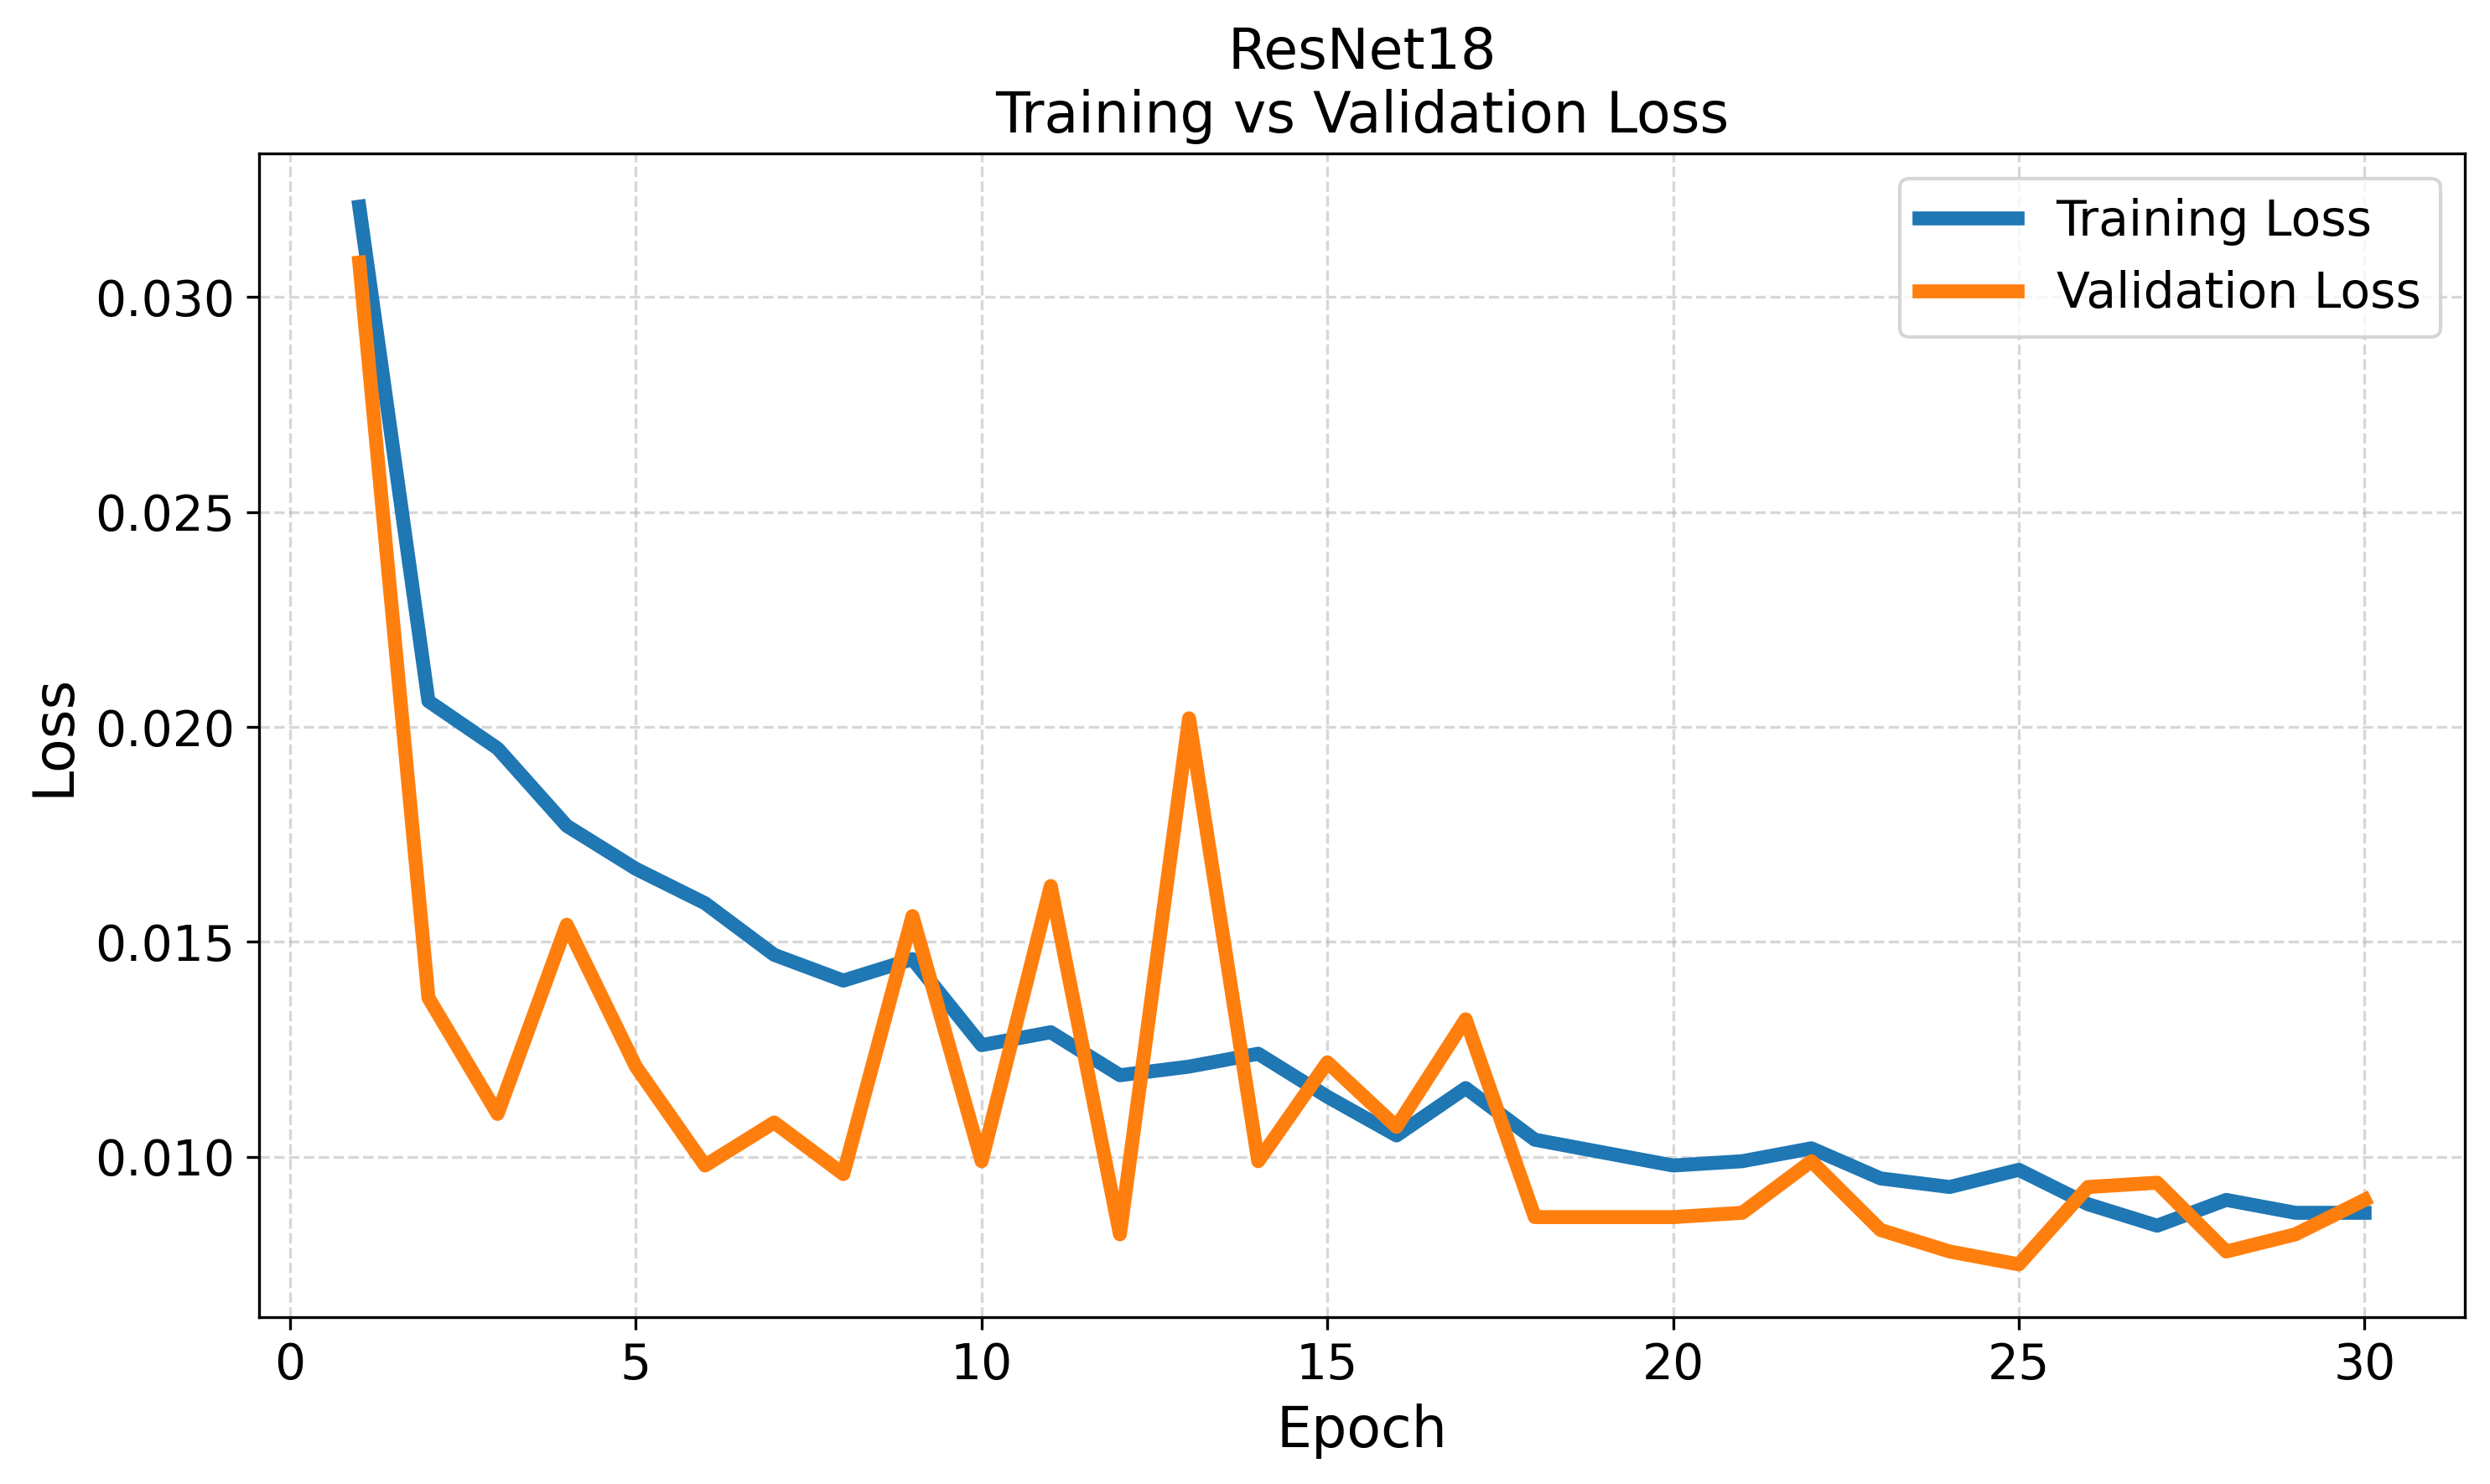 ResNet18
Training vs Validation Loss
Training Loss
Validation Loss
0.030
0.025
0.020
0.015
0.010
Loss
0 5 10 15 20 25 30
Epoch